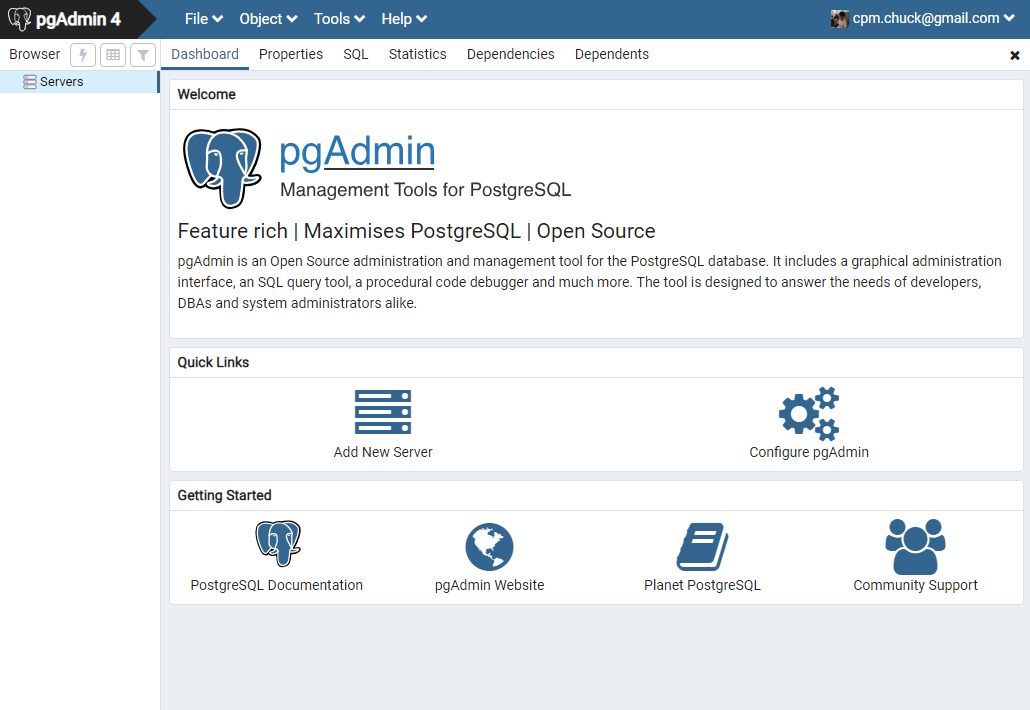 pgAdmin 4
File Object Tools Help
cpm.chuck@gmail.com
Browser
Dashboard Properties SQL Statistics Dependencies Dependents
Servers
Welcome
pgAdmin
Management Tools for PostgreSQL
Feature rich | Maximises PostgreSQL | Open Source
pgAdmin is an Open Source administration and management tool for the PostgreSQL database. It includes a graphical administration
interface, an SQL query tool, a procedural code debugger and much more. The tool is designed to answer the needs of developers,
DBAs and system administrators alike.
Quick Links
Add New Server
Configure pgAdmin
Getting Started
PostgreSQL Documentation
pgAdmin Website
Planet PostgreSQL
Community Support